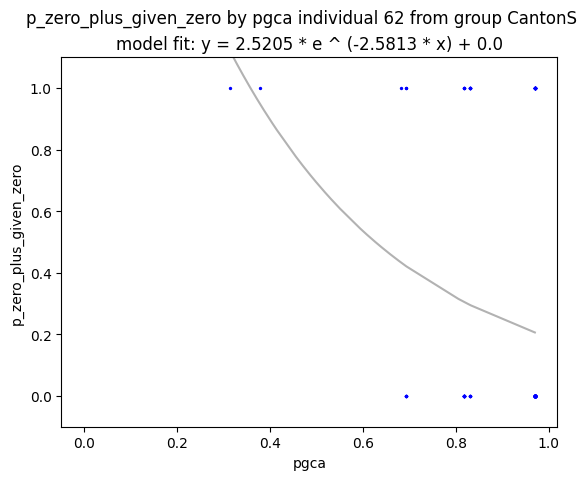 p_zero_plus_given_zero by pgca individual 62 from group CantonS
model fit: y = 2.5205 * e ^ (-2.5813 * x) + 0.0
1.0
0.8
0.6
0.4
0.2
0.0
p_zero_plus_given_zero
0.0 0.2 0.4 0.6 0.8 1.0
pgca